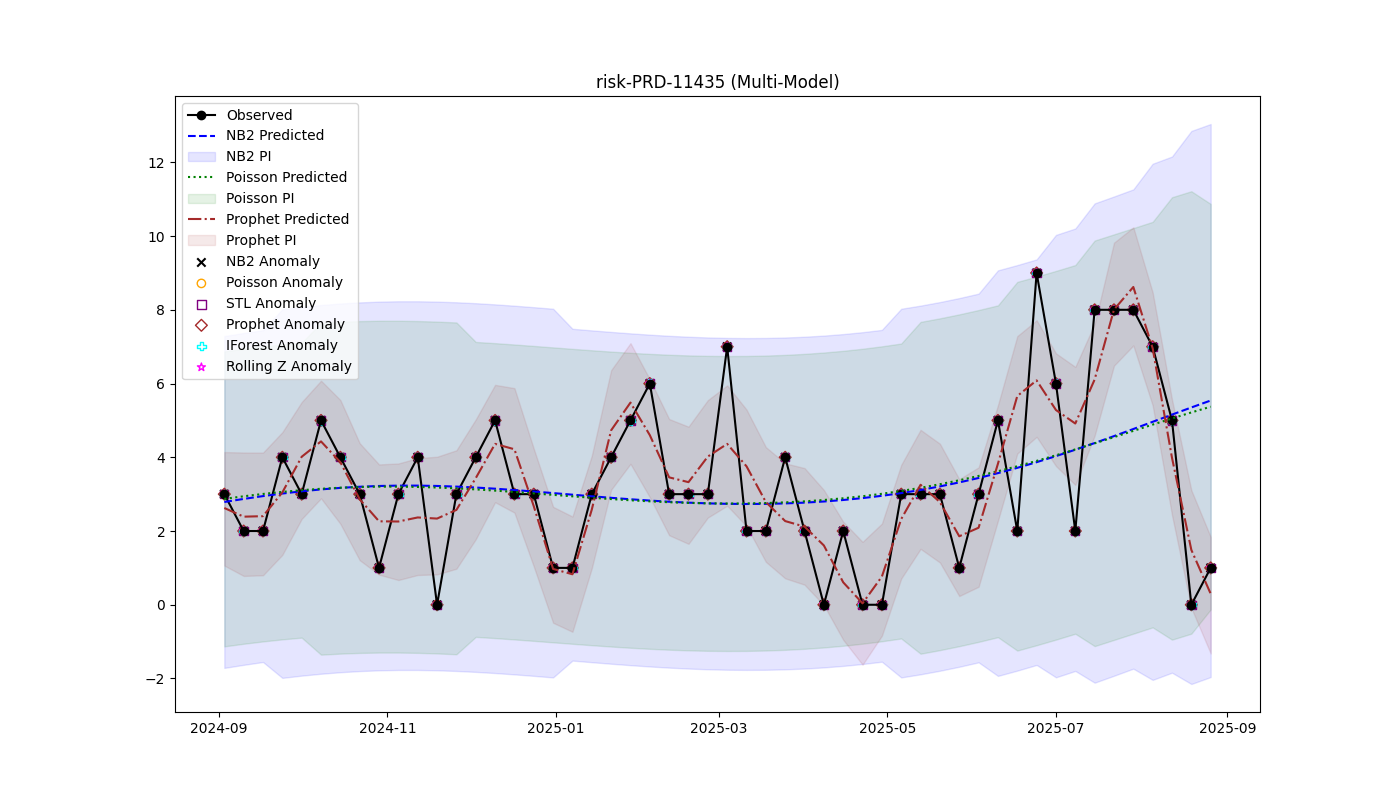 risk-PRD-11435 (Multi-Model)
Observed
NB2 Predicted
NB2 PI
Poisson Predicted
Poisson PI
Prophet Predicted
Prophet PI
NB2 Anomaly
Poisson Anomaly
STL Anomaly
Prophet Anomaly
IForest Anomaly
Rolling Z Anomaly
12
10
8
6
4
2
0
−2
2024-09 2024-11 2025-01 2025-03 2025-05 2025-07 2025-09